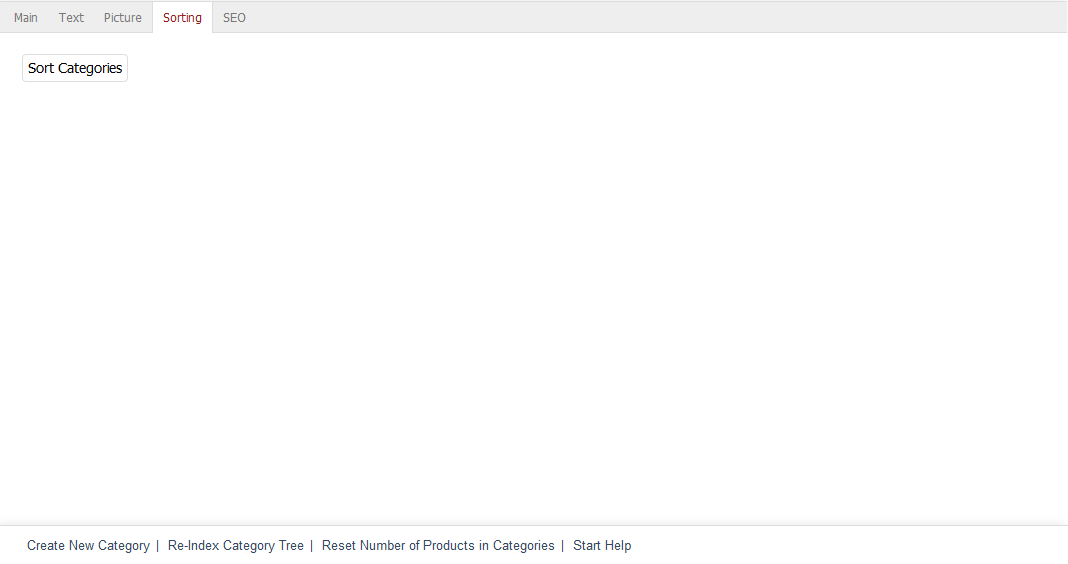 Main Text Picture Sorting SEO
Sort Categories
Create New Category | Re-Index Category Tree | Reset Number of Products in Categories | Start Help